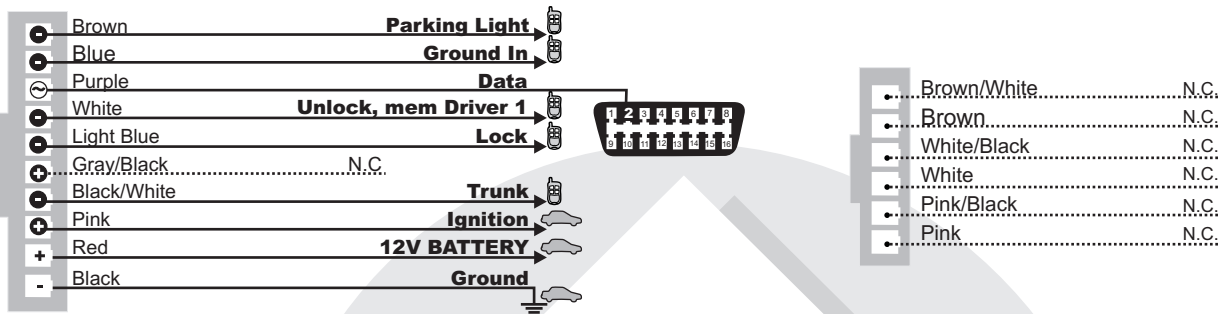 Brown Parking Light
Blue Ground In
Purple Data
White Unlock, mem Driver 1
Light Blue Lock
Gray/Black N.C.
Black/White Trunk
Pink Ignition
+ Red 12V BATTERY
- Black Ground
1 2 3 4 5 6 7 8
9 10 11 12 13 14 15 16
Brown/White N.C.
Brown N.C.
White/Black N.C.
White N.C.
Pink/Black N.C.
Pink N.C.